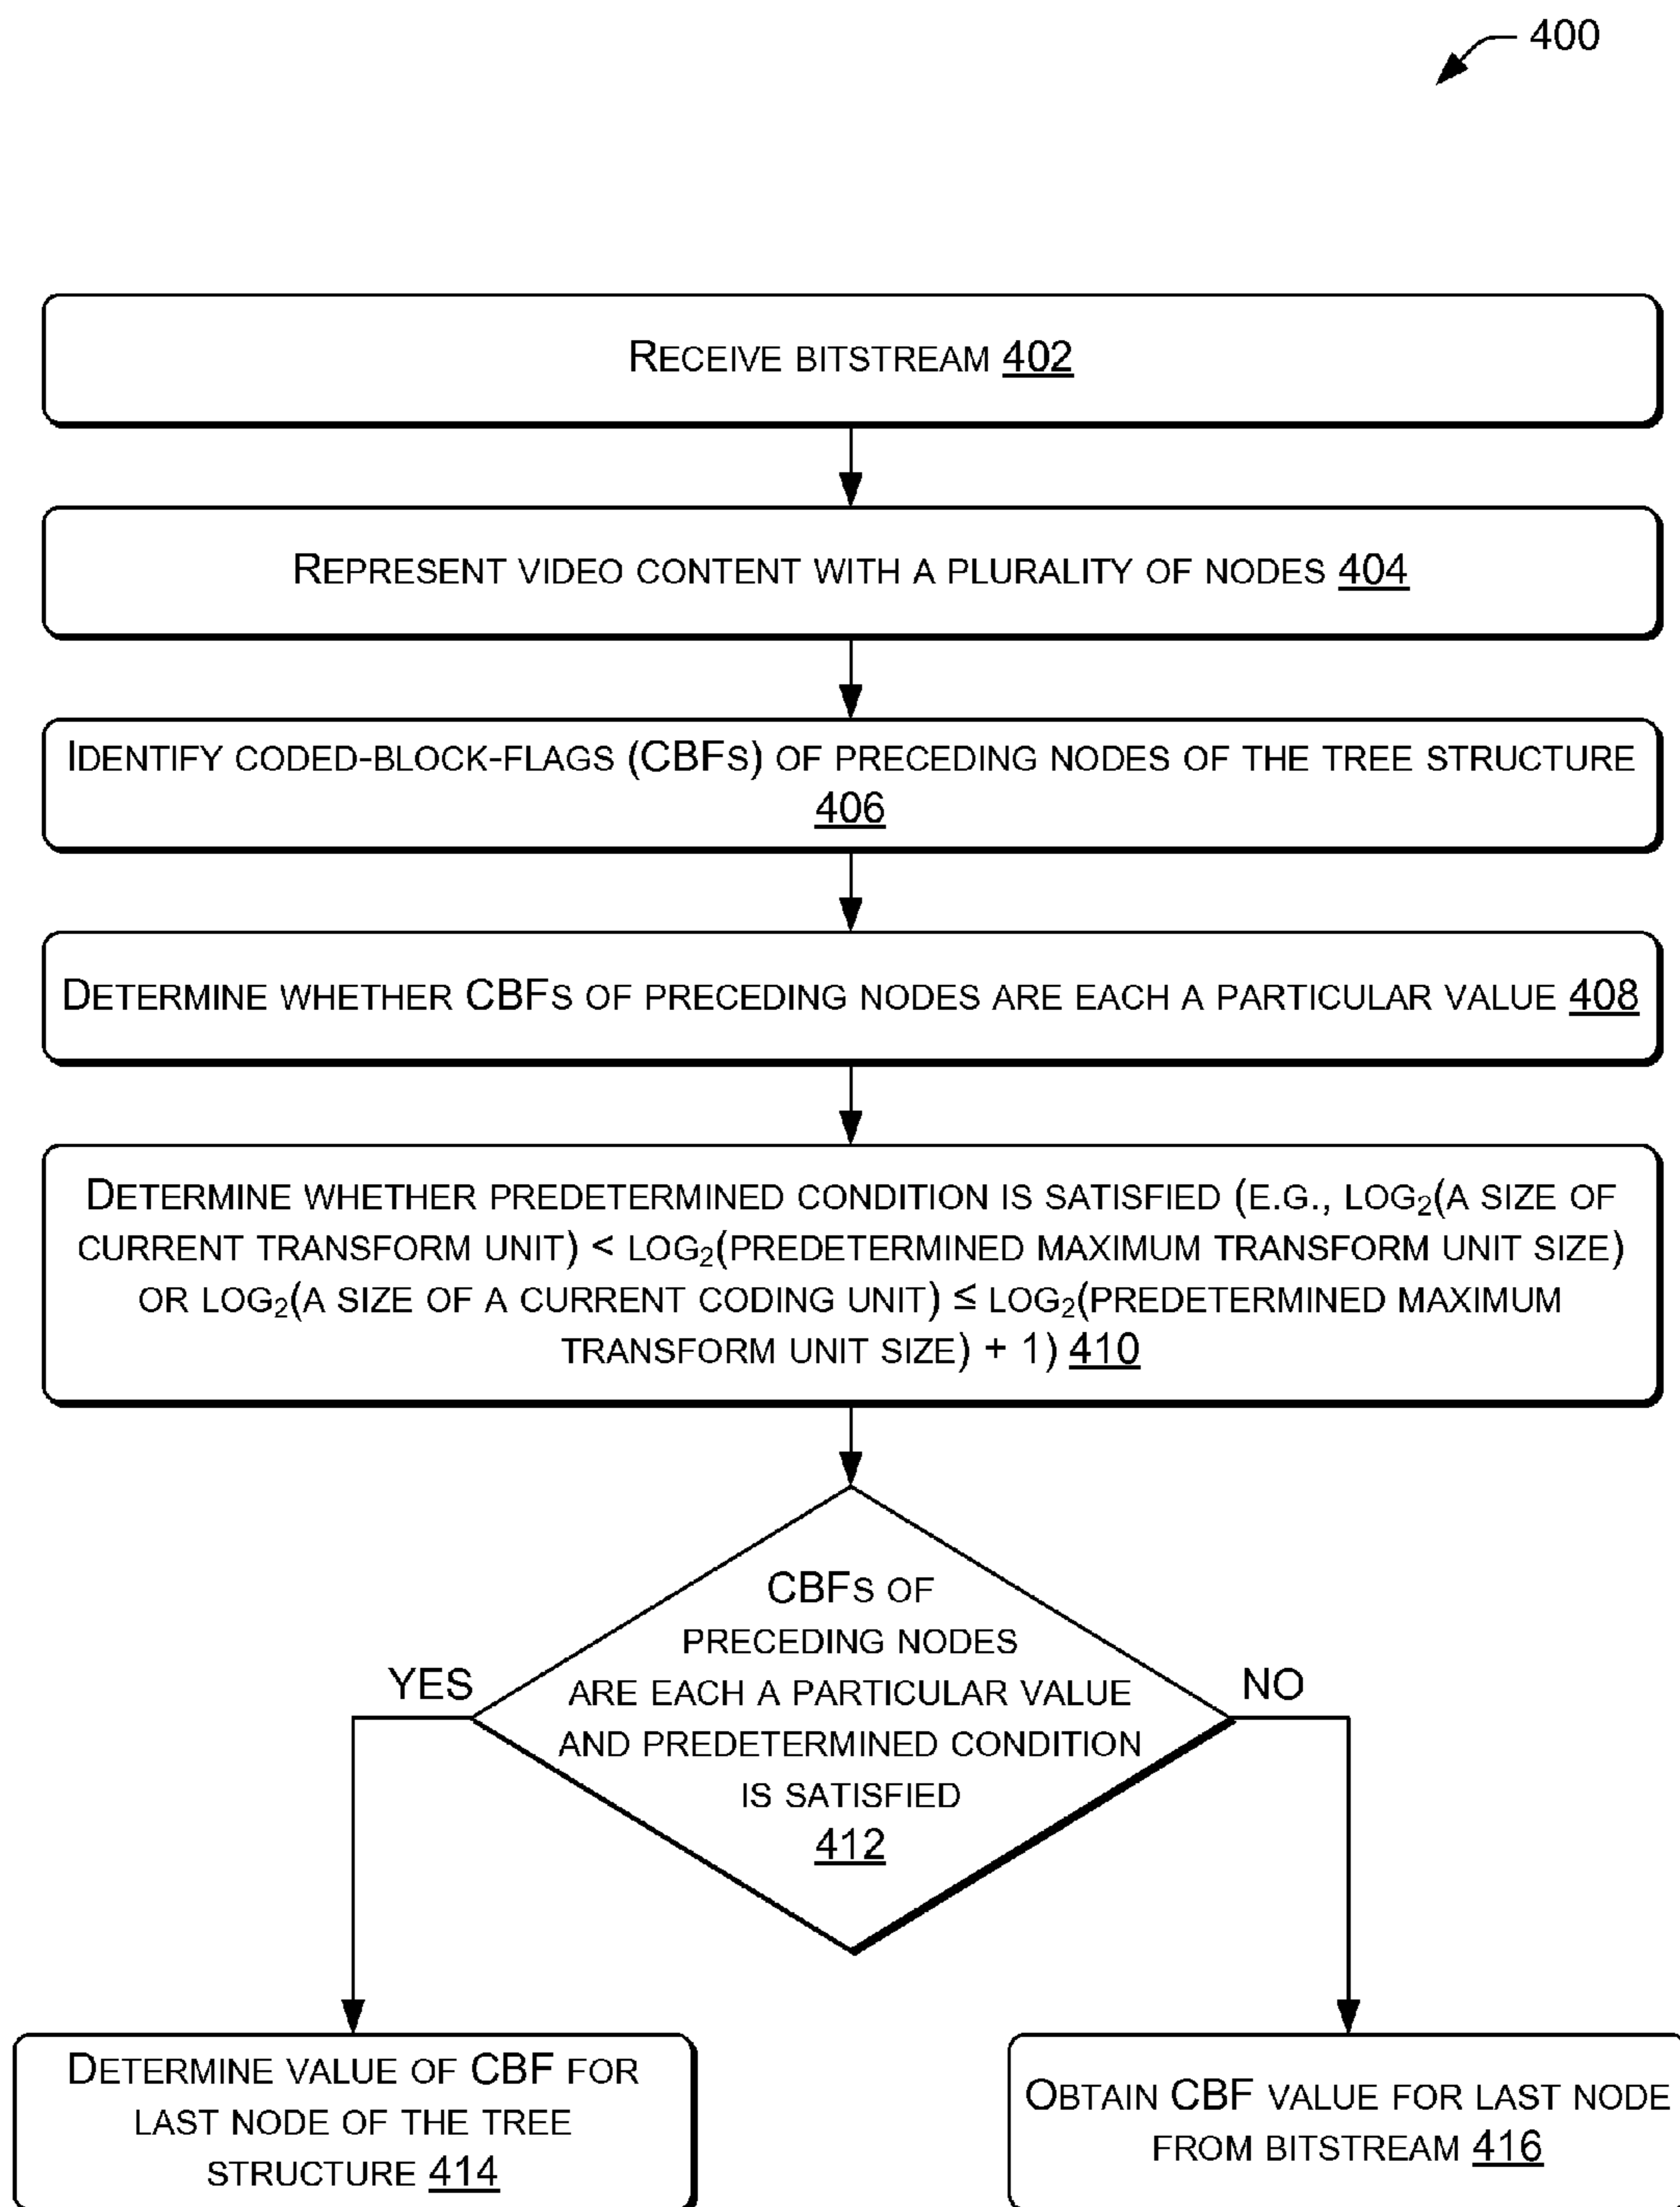 400
RECEIVE BITSTREAM 402
REPRESENT VIDEO CONTENT WITH A PLURALITY OF NODES 404
IDENTIFY CODED-BLOCK-FLAGS (CBFS) OF PRECEDING NODES OF THE TREE STRUCTURE
406
DETERMINE WHETHER CBFS OF PRECEDING NODES ARE EACH A PARTICULAR VALUE 408
DETERMINE WHETHER PREDETERMINED CONDITION IS SATISFIED (E.G., LOG₂(A SIZE OF
CURRENT TRANSFORM UNIT) < LOG₂(PREDETERMINED MAXIMUM TRANSFORM UNIT SIZE)
OR LOG₂(A SIZE OF A CURRENT CODING UNIT) ≤ LOG₂(PREDETERMINED MAXIMUM
TRANSFORM UNIT SIZE) + 1) 410
CBFS OF
PRECEDING NODES
ARE EACH A PARTICULAR VALUE
AND PREDETERMINED CONDITION
IS SATISFIED
412
YES
NO
DETERMINE VALUE OF CBF FOR
LAST NODE OF THE TREE
STRUCTURE 414
OBTAIN CBF VALUE FOR LAST NODE
FROM BITSTREAM 416